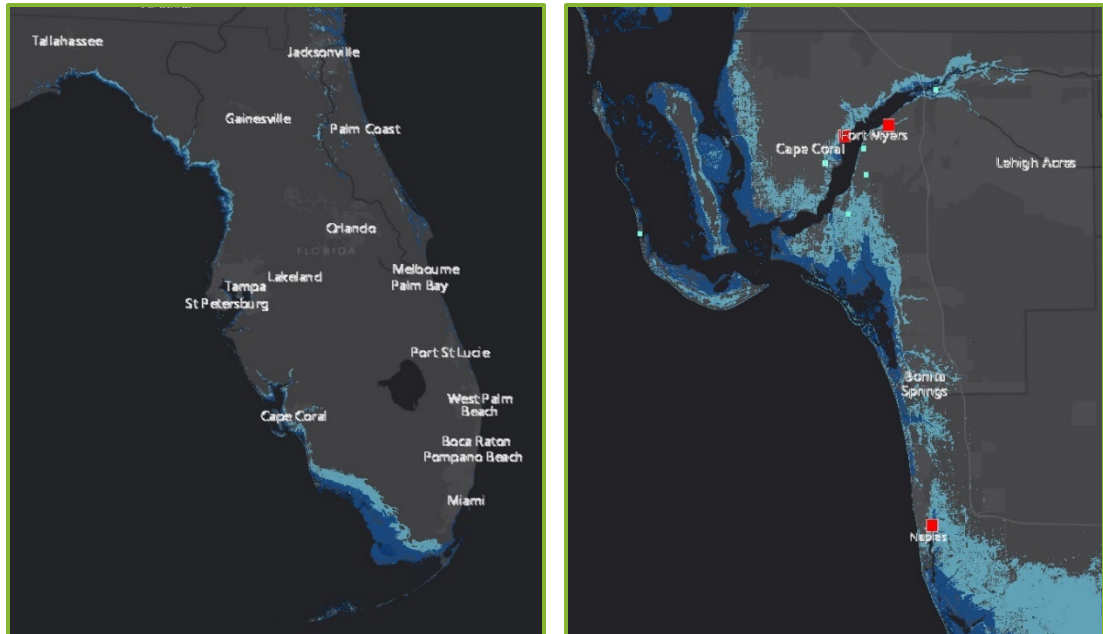 Tallahassee
Jacksonville
Gainesville
Palm Coast
Orlando
FLORIDA
Melbourne
Lakeland
Palm Bay
Tampa
St Petersburg
Port St Lucie
West Palm
Beach
Cape Coral
Boca Raton
Pompano Beach
Miami
Fort Myers
Cape Coral
Lehigh Acres
Bonita
Springs
Naples